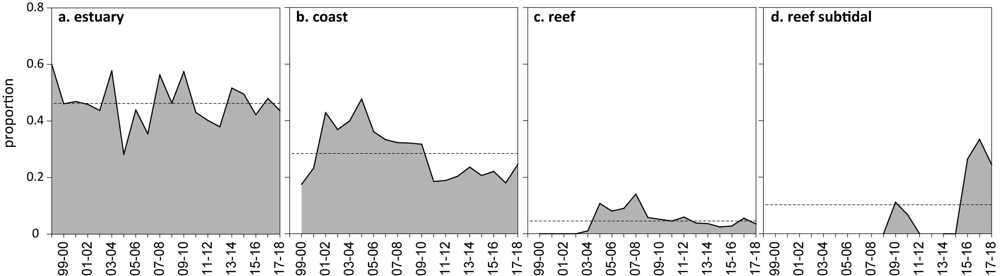 a. estuary
b. coast
c. reef
d. reef subtidal
proportion
0.8
0.6
0.4
0.2
0
99-00 01-02 03-04 05-06 07-08 09-10 11-12 13-14 15-16 17-18
99-00 01-02 03-04 05-06 07-08 09-10 11-12 13-14 15-16 17-18
99-00 01-02 03-04 05-06 07-08 09-10 11-12 13-14 15-16 17-18
99-00 01-02 03-04 05-06 07-08 09-10 11-12 13-14 15-16 17-18